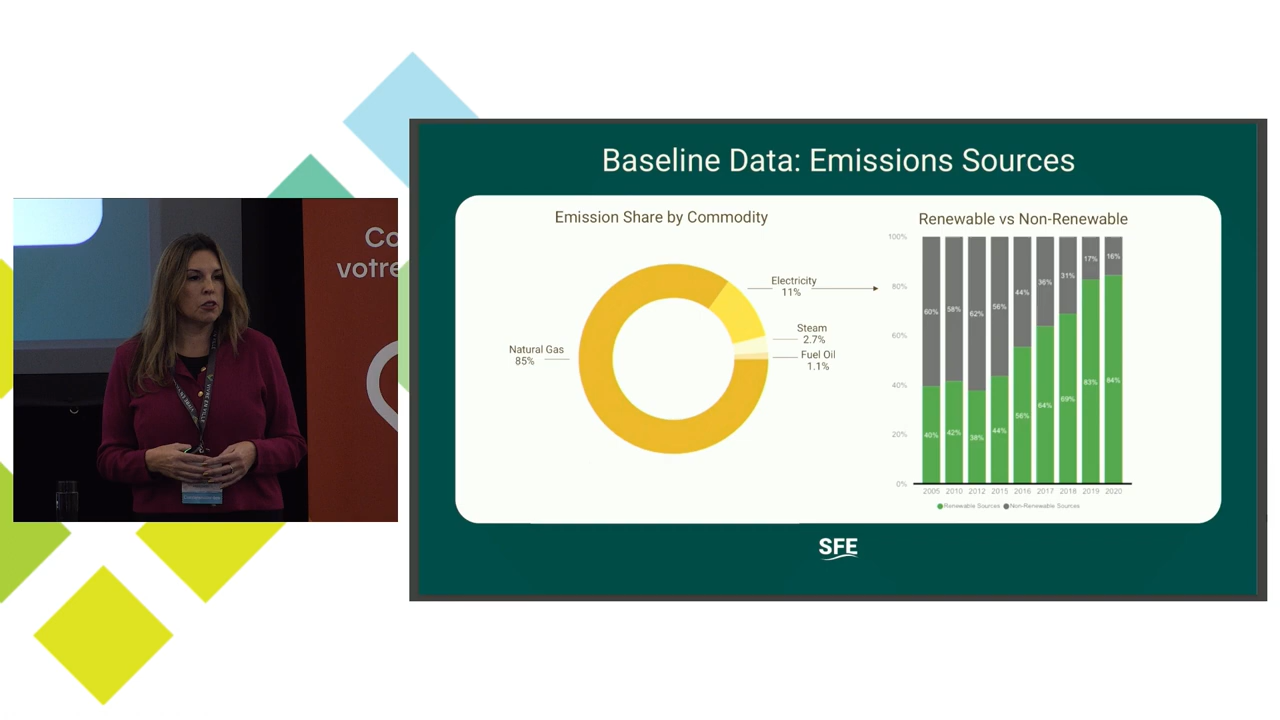 Baseline Data: Emissions Sources
Emission Share by Commodity
Electricity
11%
Steam
2.7%
Fuel Oil
1.1%
Natural Gas
85%
Renewable vs Non-Renewable
100%
80%
60%
40%
20%
0%
60% 58% 62% 56% 44% 36% 31% 17% 16%
40% 42% 38% 44% 56% 64% 69% 83% 84%
2005 2010 2012 2015 2016 2017 2018 2019 2020
Renewable Sources Non-Renewable Sources
SFE
Co
votre
VIVRE EN VILLE